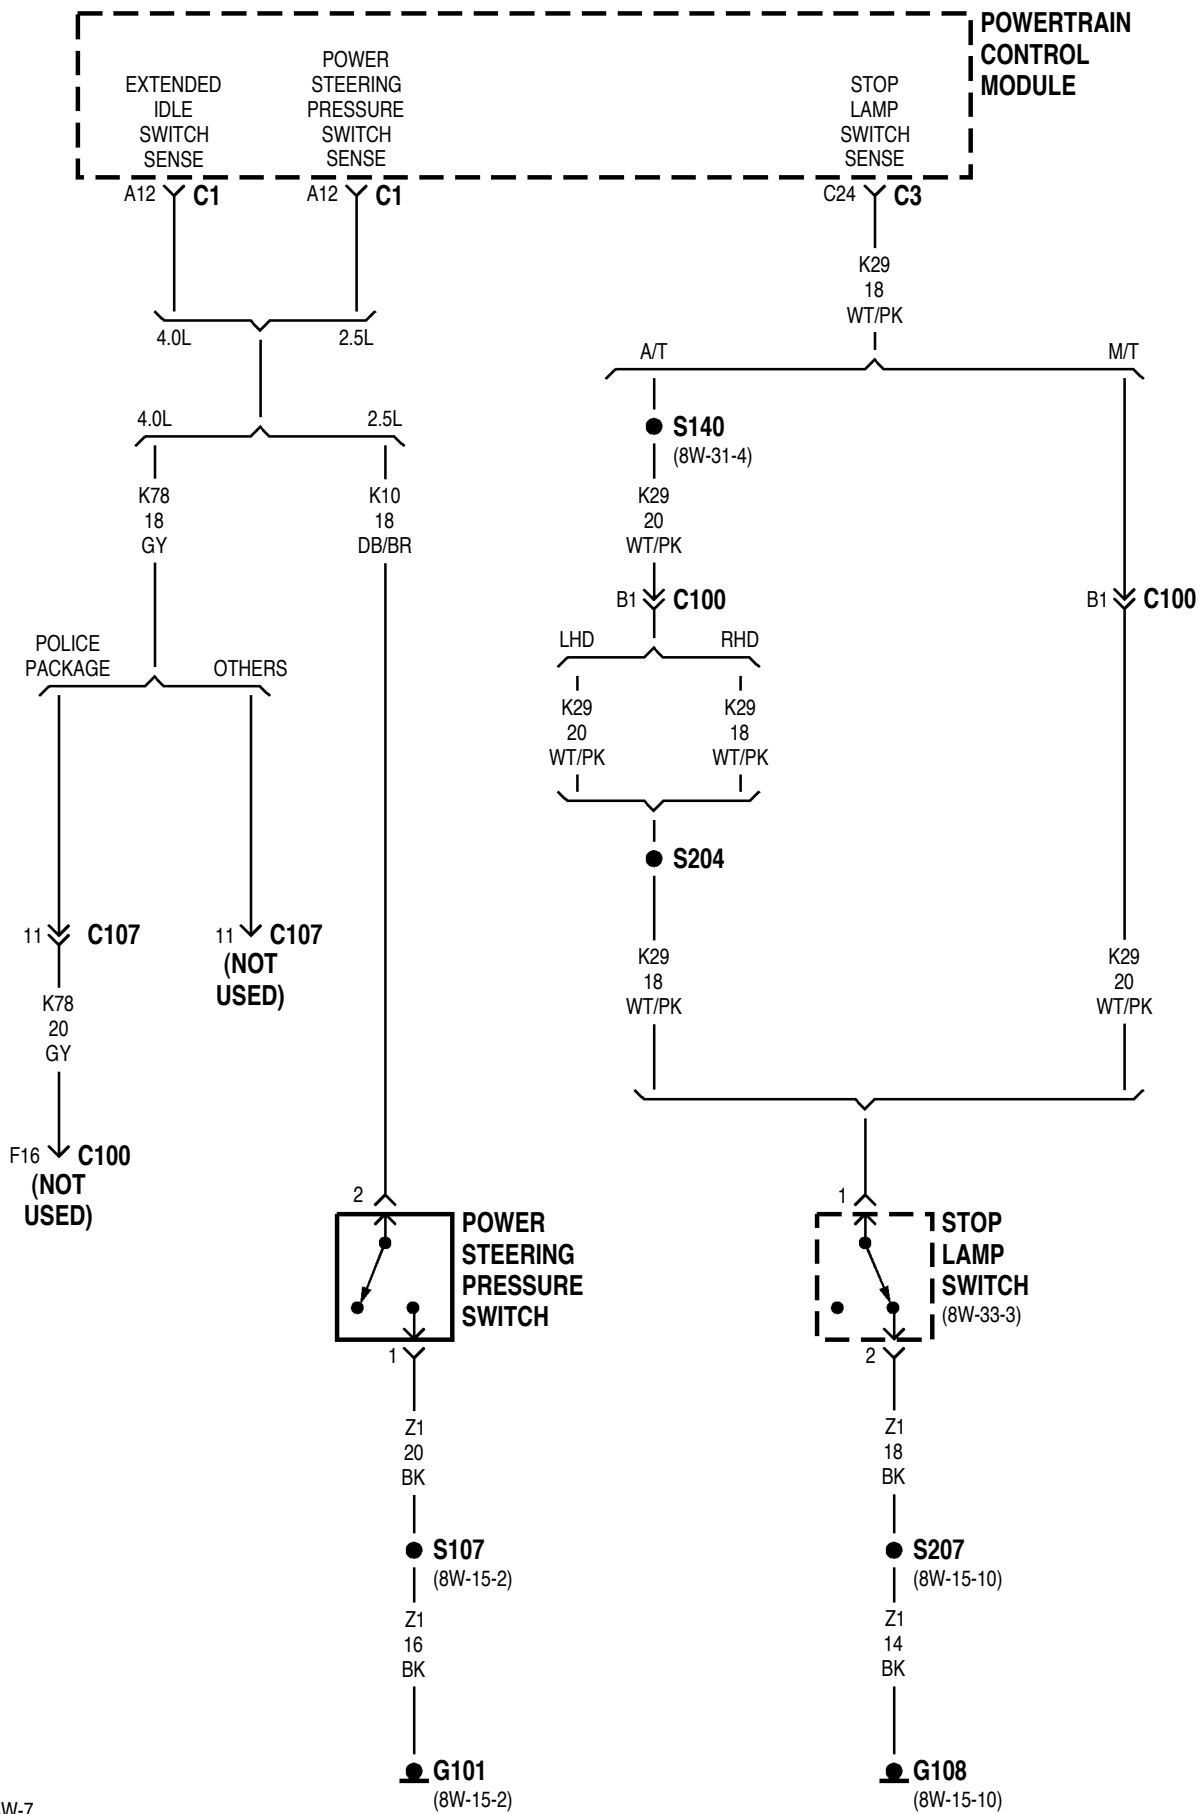 POWERTRAIN
CONTROL
MODULE
EXTENDED
IDLE
SWITCH
SENSE
POWER
STEERING
PRESSURE
SWITCH
SENSE
STOP
LAMP
SWITCH
SENSE
A12 C1
A12 C1
C24 C3
K29
18
WT/PK
4.0L 2.5L
A/T M/T
4.0L 2.5L
S140
(8W-31-4)
K78
18
GY
K10
18
DB/BR
K29
20
WT/PK
B1 C100
B1 C100
LHD RHD
POLICE
PACKAGE
OTHERS
K29
20
WT/PK
K29
18
WT/PK
S204
11 C107
11 C107
(NOT
USED)
K29
18
WT/PK
K29
20
WT/PK
K78
20
GY
F16 C100
(NOT
USED)
2
POWER
STEERING
PRESSURE
SWITCH
1
1
STOP
LAMP
SWITCH
(8W-33-3)
2
Z1
20
BK
Z1
18
BK
S107
(8W-15-2)
S207
(8W-15-10)
Z1
16
BK
Z1
14
BK
G101
(8W-15-2)
G108
(8W-15-10)
W-7